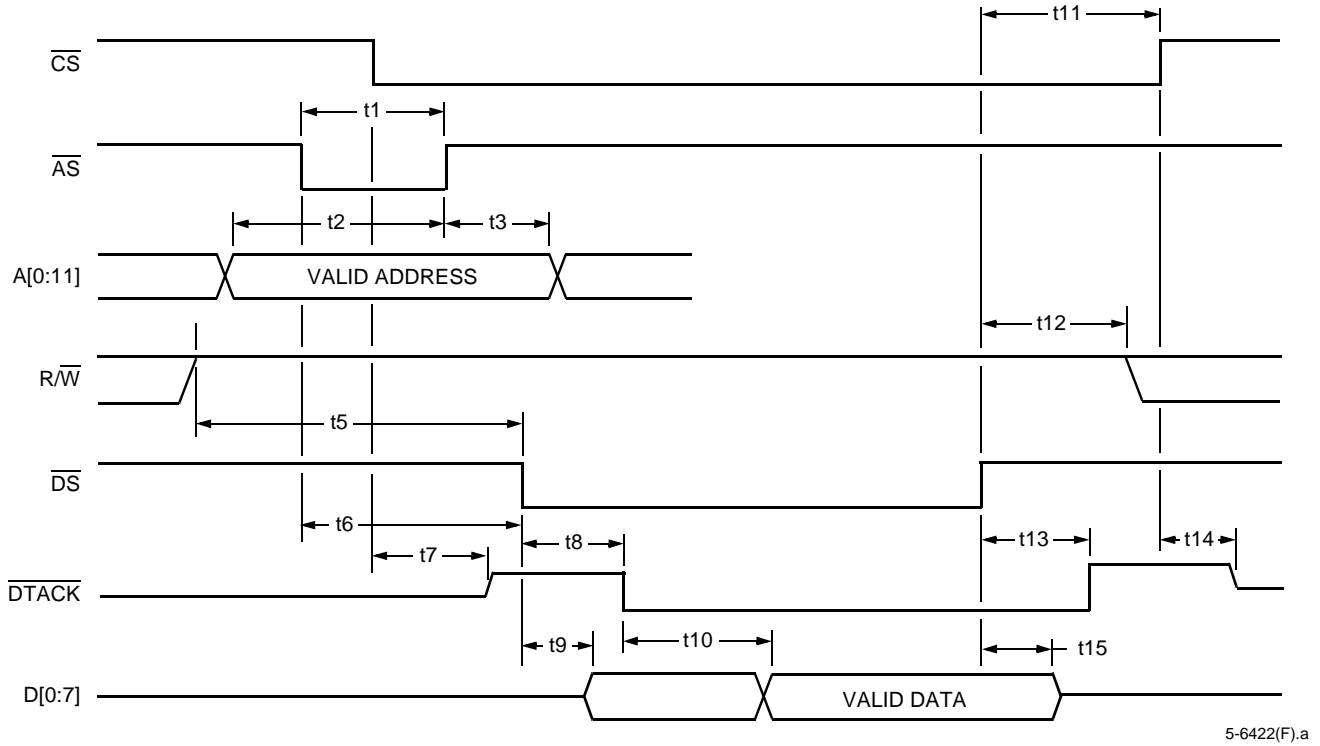 t11
CS
t1
AS
t2
t3
A[0:11]
VALID ADDRESS
t12
R/W
t5
DS
t6
t8
t13
t14
t7
DTACK
t9
t10
t15
D[0:7]
VALID DATA
5-6422(F).a